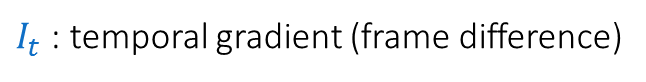 I_t : temporal gradient (frame difference)